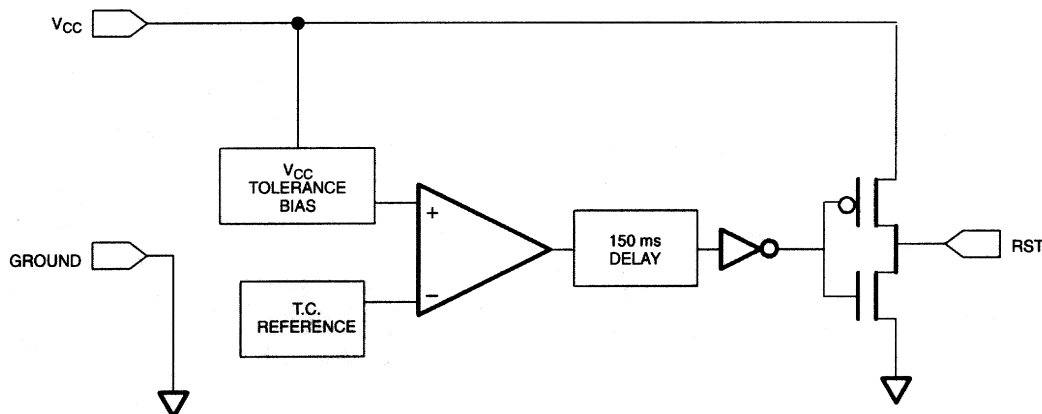 VCC
VCC
TOLERANCE
BIAS
+
150 ms
DELAY
RST
GROUND
−
T.C.
REFERENCE